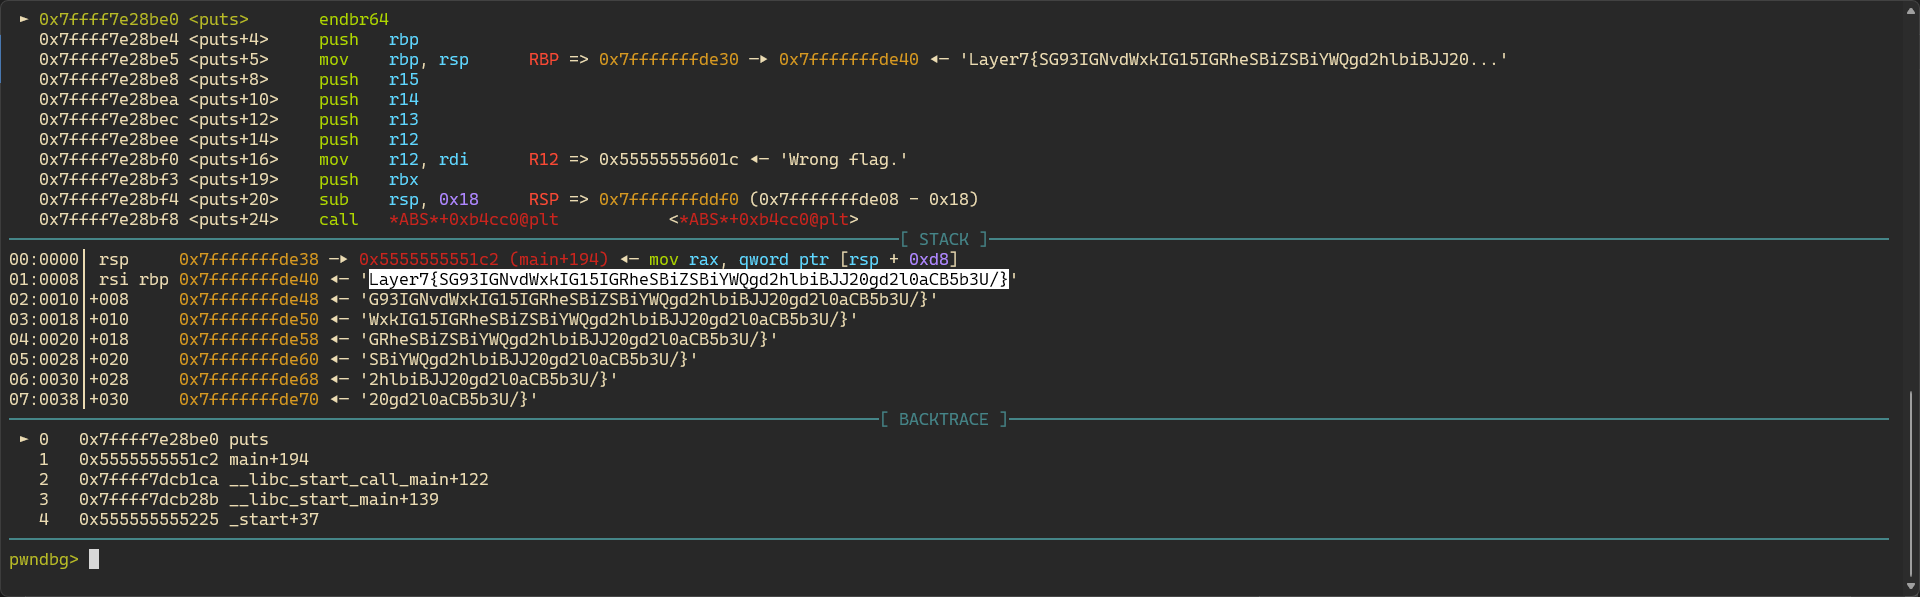 ► 0x7ffff7e28be0 <puts>       endbr64
0x7ffff7e28be4 <puts+4>     push   rbp
0x7ffff7e28be5 <puts+5>     mov    rbp, rsp      RBP => 0x7fffffffde30 —▸ 0x7fffffffde40 ◂— 'Layer7{SG93IGNvdWxkIG15IGRheSBiZSBiYWQgd2hlbiBJJ20...'
0x7ffff7e28be8 <puts+8>     push   r15
0x7ffff7e28bea <puts+10>    push   r14
0x7ffff7e28bec <puts+12>    push   r13
0x7ffff7e28bee <puts+14>    push   r12
0x7ffff7e28bf0 <puts+16>    mov    r12, rdi      R12 => 0x55555555601c ◂— 'Wrong flag.'
0x7ffff7e28bf3 <puts+19>    push   rbx
0x7ffff7e28bf4 <puts+20>    sub    rsp, 0x18     RSP => 0x7fffffffddf0 (0x7fffffffde08 - 0x18)
0x7ffff7e28bf8 <puts+24>    call   *ABS*+0xb4cc0@plt           <*ABS*+0xb4cc0@plt>
[ STACK ]
00:0000│ rsp     0x7fffffffde38 —▸ 0x5555555551c2 (main+194) ◂— mov rax, qword ptr [rsp + 0xd8]
01:0008│ rsi rbp 0x7fffffffde40 ◂— 'Layer7{SG93IGNvdWxkIG15IGRheSBiZSBiYWQgd2hlbiBJJ20gd2l0aCB5b3U/}'
02:0010│+008     0x7fffffffde48 ◂— 'G93IGNvdWxkIG15IGRheSBiZSBiYWQgd2hlbiBJJ20gd2l0aCB5b3U/}'
03:0018│+010     0x7fffffffde50 ◂— 'WxkIG15IGRheSBiZSBiYWQgd2hlbiBJJ20gd2l0aCB5b3U/}'
04:0020│+018     0x7fffffffde58 ◂— 'GRheSBiZSBiYWQgd2hlbiBJJ20gd2l0aCB5b3U/}'
05:0028│+020     0x7fffffffde60 ◂— 'SBiYWQgd2hlbiBJJ20gd2l0aCB5b3U/}'
06:0030│+028     0x7fffffffde68 ◂— '2hlbiBJJ20gd2l0aCB5b3U/}'
07:0038│+030     0x7fffffffde70 ◂— '20gd2l0aCB5b3U/}'
[ BACKTRACE ]
► 0   0x7ffff7e28be0 puts
1   0x5555555551c2 main+194
2   0x7ffff7dcb1ca __libc_start_call_main+122
3   0x7ffff7dcb28b __libc_start_main+139
4   0x555555555225 _start+37
pwndbg>